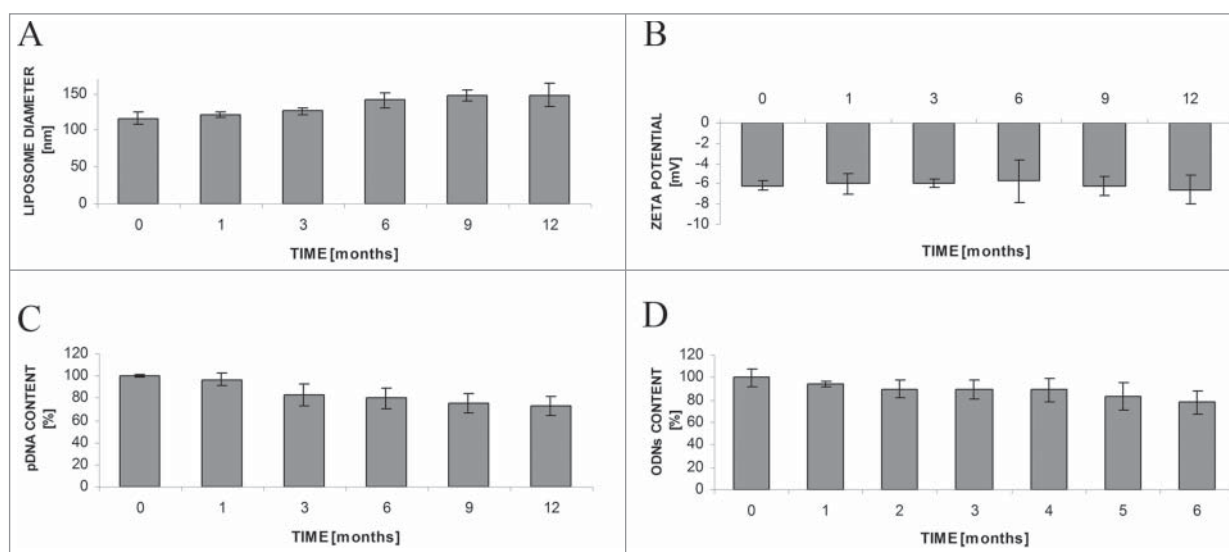 A
LIPOSOME DIAMETER
[nm]
150
100
50
0
0 1 3 6 9 12
TIME [months]
B
ZETA POTENTIAL
[mV]
0 1 3 6 9 12
0
-2
-4
-6
-8
-10
TIME [months]
C
pDNA CONTENT
[%]
120
100
80
60
40
20
0
0 1 3 6 9 12
TIME [months]
D
ODNs CONTENT
[%]
120
100
80
60
40
20
0
0 1 2 3 4 5 6
TIME [months]